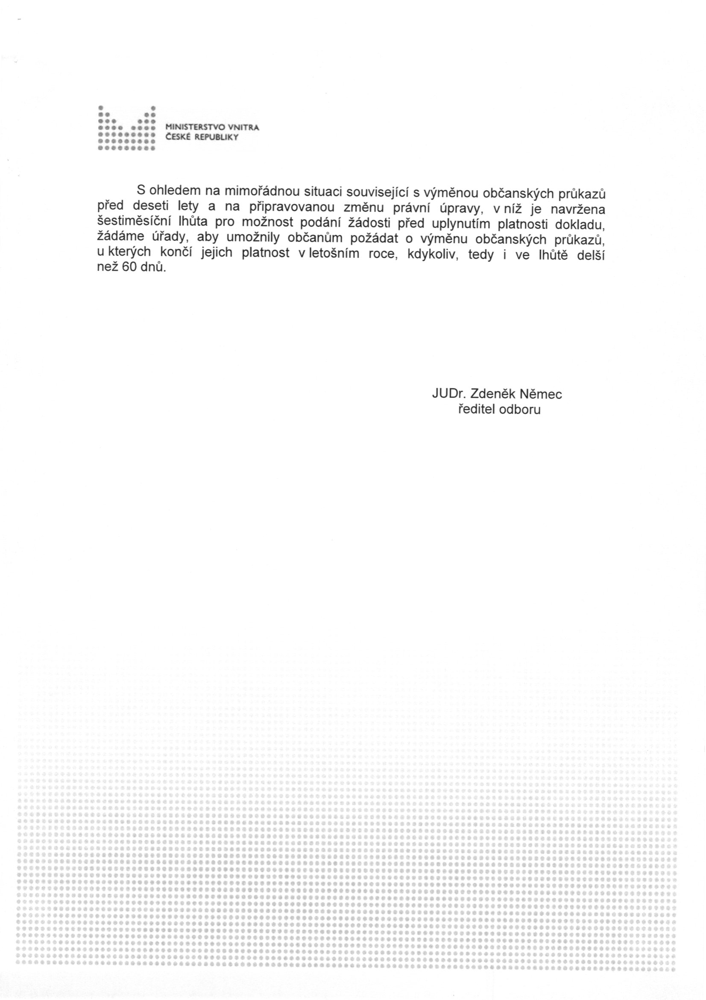 MINISTERSTVO VNITRA
ČESKÉ REPUBLIKY
S ohledem na mimořádnou situaci související s výměnou občanských průkazů
před deseti lety a na připravovanou změnu právní úpravy, v níž je navržena
šestiměsíční lhůta pro možnost podání žádosti před uplynutím platnosti dokladu,
žádáme úřady, aby umožnily občanům požádat o výměnu občanských průkazů,
u kterých končí jejich platnost v letošním roce, kdykoliv, tedy i ve lhůtě delší
než 60 dnů.
JUDr. Zdeněk Němec
ředitel odboru